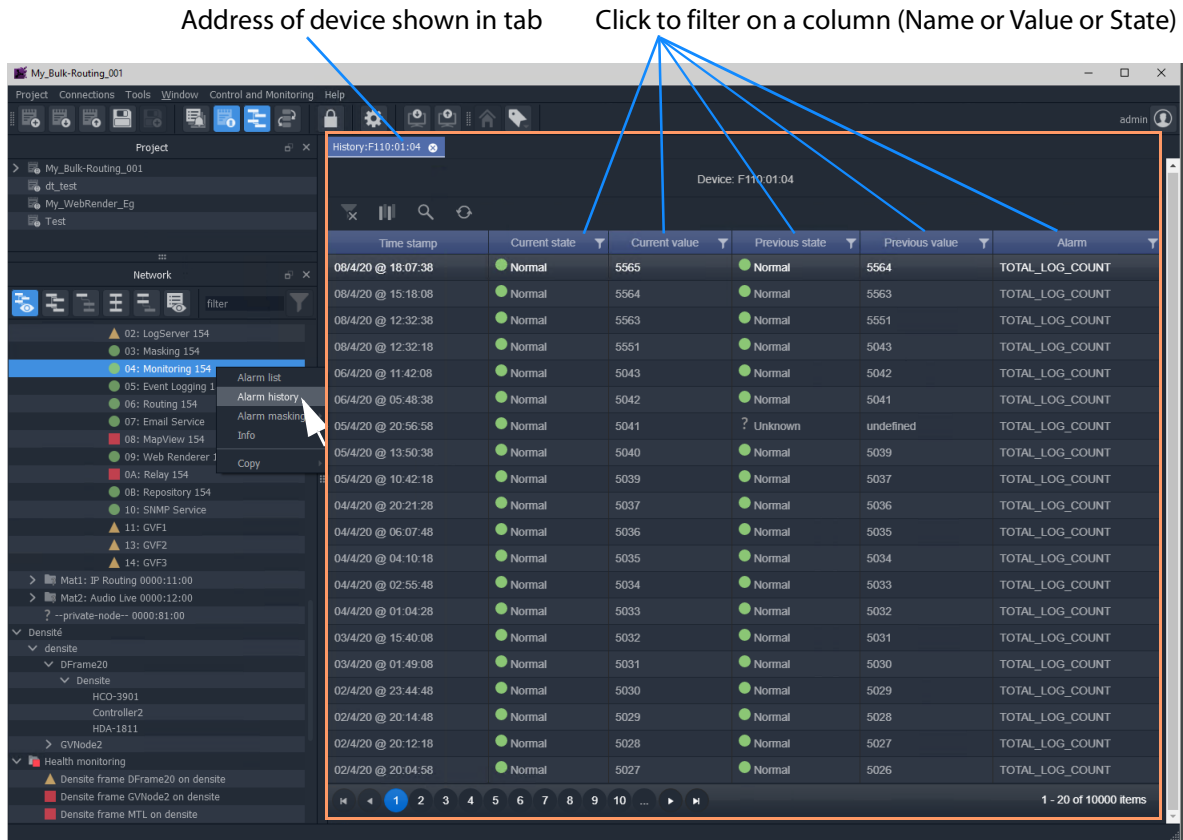 Address of device shown in tab
Click to filter on a column (Name or Value or State)
My_Bulk-Routing_001
Project Connections Tools Window Control and Monitoring Help
admin
Project
My_Bulk-Routing_001
dt_test
My_WebRender_Eg
Test
Network
filter
02: LogServer 154
03: Masking 154
04: Monitoring 154
05: Event Logging 1
06: Routing 154
07: Email Service
08: MapView 154
09: Web Renderer 1
0A: Relay 154
0B: Repository 154
10: SNMP Service
11: GVF1
13: GVF2
14: GVF3
Mat1: IP Routing 0000:11:00
Mat2: Audio Live 0000:12:00
? --private-node-- 0000:81:00
Densité
densite
DFrame20
Densite
HCO-3901
Controller2
HDA-1811
GVNode2
Health monitoring
Densite frame DFrame20 on densite
Densite frame GVNode2 on densite
Densite frame MTL on densite
Alarm list
Alarm history
Alarm masking
Info
Copy
History:F110:01:04
Device: F110:01:04
Time stamp Current state Current value Previous state Previous value Alarm
08/4/20 @ 18:07:38 Normal 5565 Normal 5564 TOTAL_LOG_COUNT
08/4/20 @ 15:18:08 Normal 5564 Normal 5563 TOTAL_LOG_COUNT
08/4/20 @ 12:32:38 Normal 5563 Normal 5551 TOTAL_LOG_COUNT
08/4/20 @ 12:32:18 Normal 5551 Normal 5043 TOTAL_LOG_COUNT
06/4/20 @ 11:42:08 Normal 5043 Normal 5042 TOTAL_LOG_COUNT
06/4/20 @ 05:48:38 Normal 5042 Normal 5041 TOTAL_LOG_COUNT
05/4/20 @ 20:56:58 Normal 5041 ? Unknown undefined TOTAL_LOG_COUNT
05/4/20 @ 13:50:38 Normal 5040 Normal 5039 TOTAL_LOG_COUNT
05/4/20 @ 10:42:18 Normal 5039 Normal 5037 TOTAL_LOG_COUNT
04/4/20 @ 20:21:28 Normal 5037 Normal 5036 TOTAL_LOG_COUNT
04/4/20 @ 06:07:48 Normal 5036 Normal 5035 TOTAL_LOG_COUNT
04/4/20 @ 04:10:18 Normal 5035 Normal 5034 TOTAL_LOG_COUNT
04/4/20 @ 02:55:48 Normal 5034 Normal 5033 TOTAL_LOG_COUNT
04/4/20 @ 01:04:28 Normal 5033 Normal 5032 TOTAL_LOG_COUNT
03/4/20 @ 15:40:08 Normal 5032 Normal 5031 TOTAL_LOG_COUNT
03/4/20 @ 01:49:08 Normal 5031 Normal 5030 TOTAL_LOG_COUNT
02/4/20 @ 23:44:48 Normal 5030 Normal 5029 TOTAL_LOG_COUNT
02/4/20 @ 20:14:48 Normal 5029 Normal 5028 TOTAL_LOG_COUNT
02/4/20 @ 20:12:18 Normal 5028 Normal 5027 TOTAL_LOG_COUNT
02/4/20 @ 20:04:58 Normal 5027 Normal 5026 TOTAL_LOG_COUNT
1 2 3 4 5 6 7 8 9 10 ... 1 - 20 of 10000 items